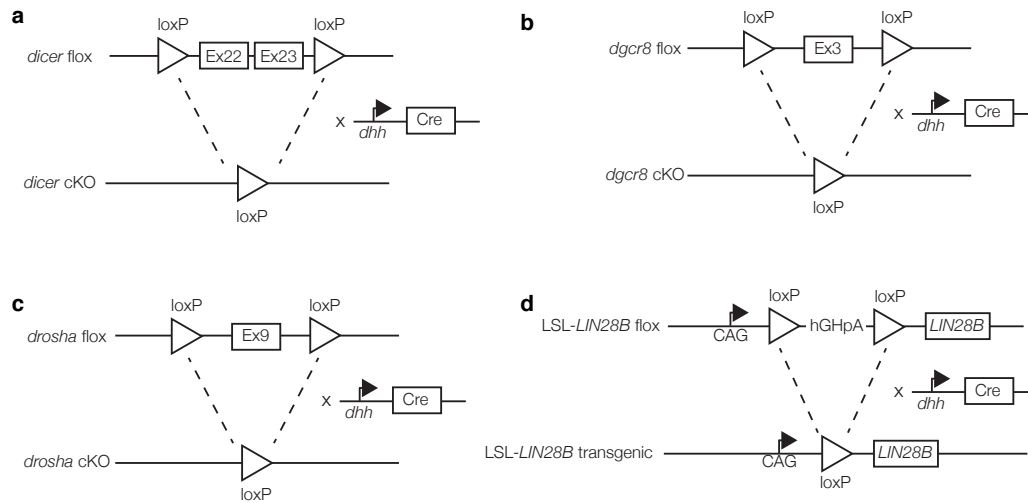 a
loxP loxP
dicer flox Ex22 Ex23
x dhh Cre
dicer cKO
loxP
b
loxP loxP
dgcr8 flox Ex3
x dhh Cre
dgcr8 cKO
loxP
c
loxP loxP
drosha flox Ex9
x dhh Cre
drosha cKO
loxP
d
loxP loxP
LSL-LIN28B flox CAG hGHpA LIN28B
x dhh Cre
LSL-LIN28B transgenic CAG LIN28B
loxP